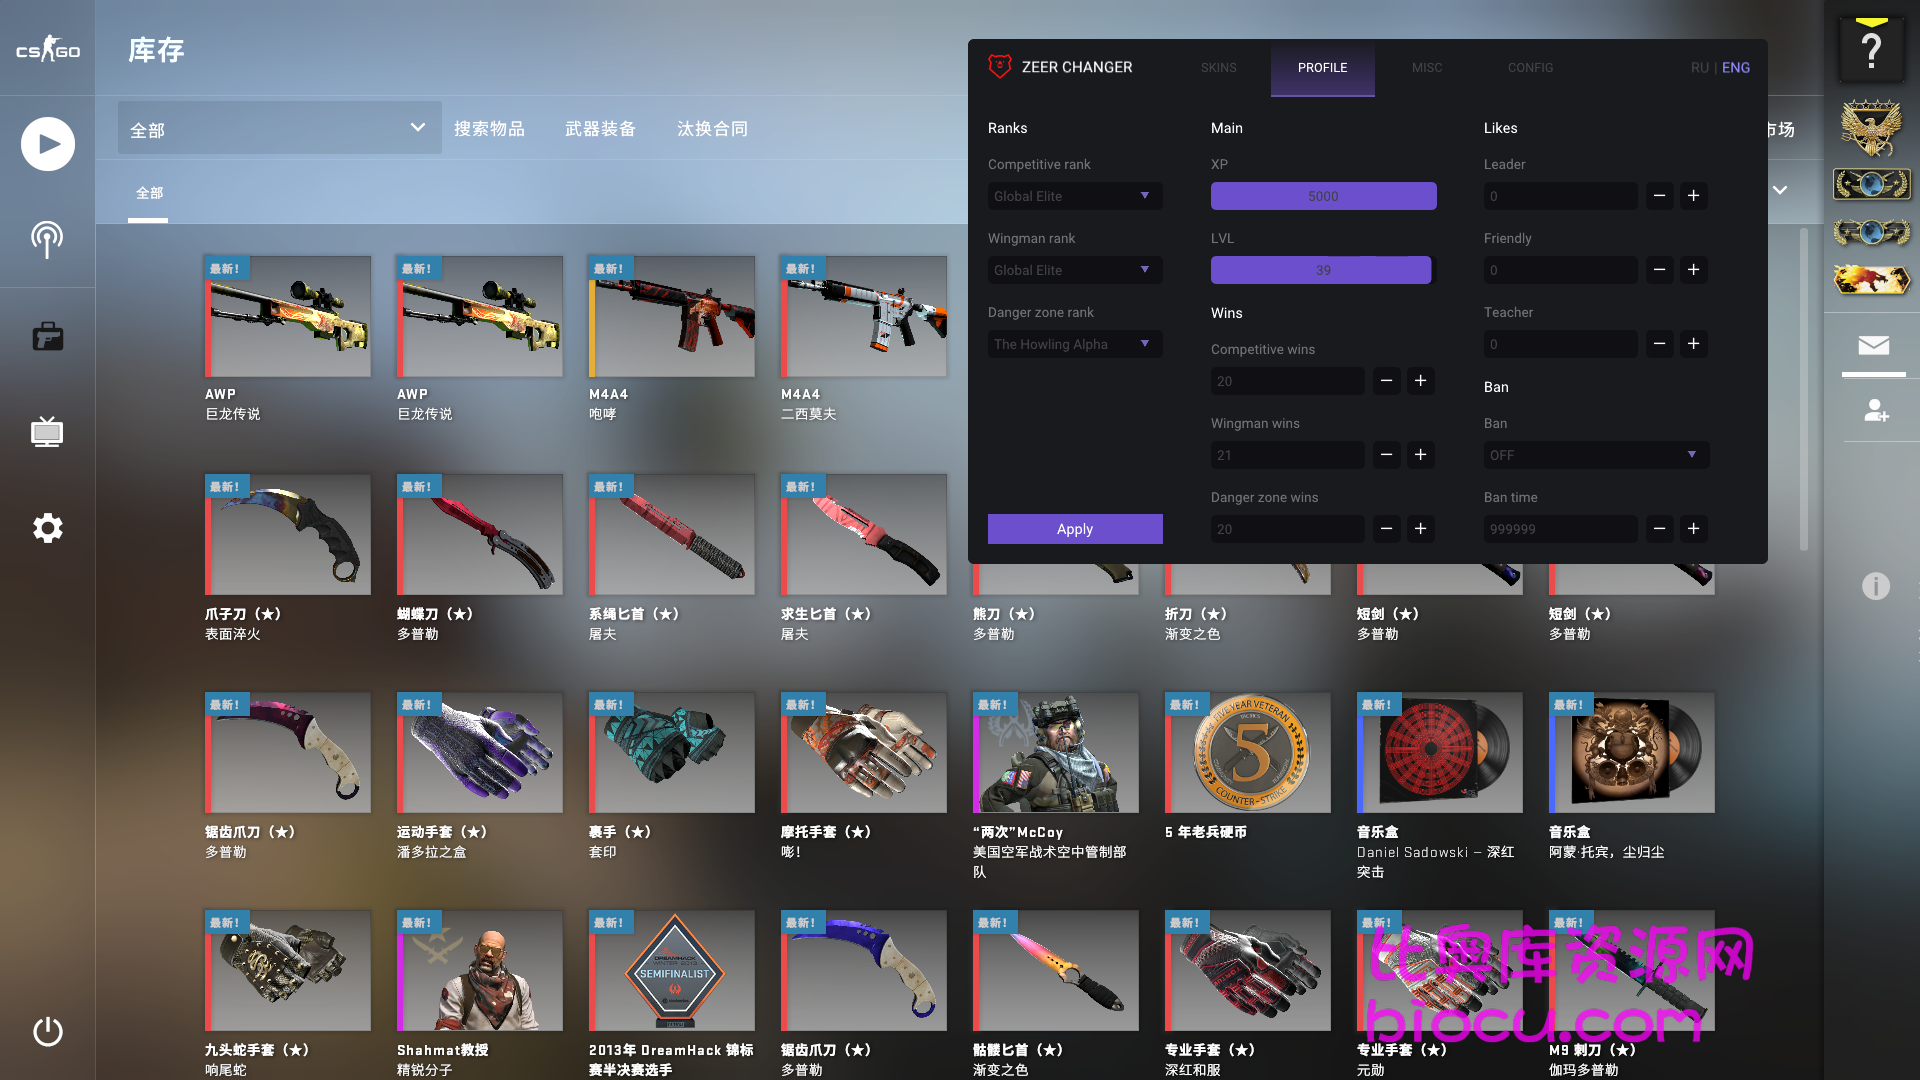 CS GO
库存
全部
搜索物品
武器装备
汰换合同
市场
全部
ZEER CHANGER
SKINS
PROFILE
MISC
CONFIG
RU | ENG
Ranks
Competitive rank
Global Elite
Wingman rank
Global Elite
Danger zone rank
The Howling Alpha
Apply
Main
XP
5000
LVL
39
Wins
Competitive wins
20
Wingman wins
21
Danger zone wins
20
Likes
Leader
0
Friendly
0
Teacher
0
Ban
Ban
OFF
Ban time
999999
?
最新!
AWP
巨龙传说
最新!
AWP
巨龙传说
最新!
M4A4
咆哮
最新!
M4A4
二西莫夫
最新!
爪子刀（★）
表面淬火
最新!
蝴蝶刀（★）
多普勒
最新!
系绳匕首（★）
屠夫
最新!
求生匕首（★）
屠夫
熊刀（★）
多普勒
折刀（★）
渐变之色
短剑（★）
多普勒
短剑（★）
多普勒
最新!
锯齿爪刀（★）
多普勒
最新!
运动手套（★）
潘多拉之盒
最新!
裹手（★）
套印
最新!
摩托手套（★）
嘭！
最新!
“两次”McCoy
美国空军战术空中管制部
队
最新!
FIVE YEAR VETERAN
5
COUNTER-STRIKE
5 年老兵硬币
最新!
音乐盒
Daniel Sadowski – 深红
突击
最新!
音乐盒
阿蒙·托宾，尘归尘
最新!
九头蛇手套（★）
响尾蛇
最新!
Shahmat教授
精锐分子
最新!
DREAMHACK
WINTER 2013
SEMIFINALIST
2013年 DreamHack 锦标
赛半决赛选手
最新!
锯齿爪刀（★）
多普勒
最新!
骷髅匕首（★）
渐变之色
最新!
专业手套（★）
深红和服
最新!
专业手套（★）
元勋
最新!
M9 刺刀（★）
伽玛多普勒
比奥库资源网
biocu.com